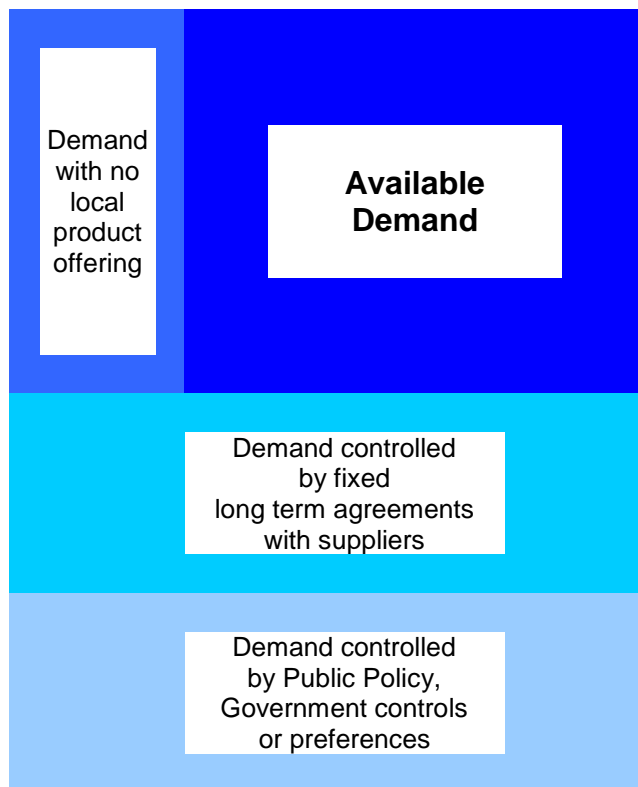 Demand
with no
local
product
offering
Available
Demand
Demand controlled
by fixed
long term agreements
with suppliers
Demand controlled
by Public Policy,
Government controls
or preferences